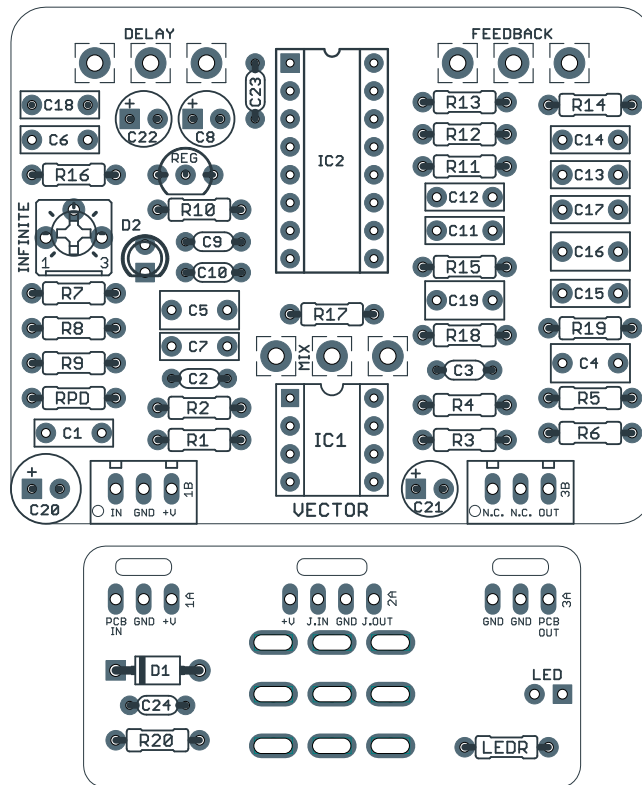 DELAY
FEEDBACK
C18
C6
R16
+
C22
+
C8
C23
REG
R10
IC2
R13
R12
R11
C12
C11
R14
C14
C13
C17
C16
C15
INFINITE
1 3
D2
C9
C10
R7
R8
R9
RPD
C1
C5
C7
C2
R2
R1
R17
MIX
IC1
VECTOR
R15
C19
R18
C3
R4
R3
R19
C4
R5
R6
+
C20
IN GND +V
1B
+
C21
N.C. N.C. OUT
3B
PCB IN GND +V
1A
+V J.IN GND J.OUT
2A
GND GND PCB OUT
3A
D1
C24
R20
LED
LEDR